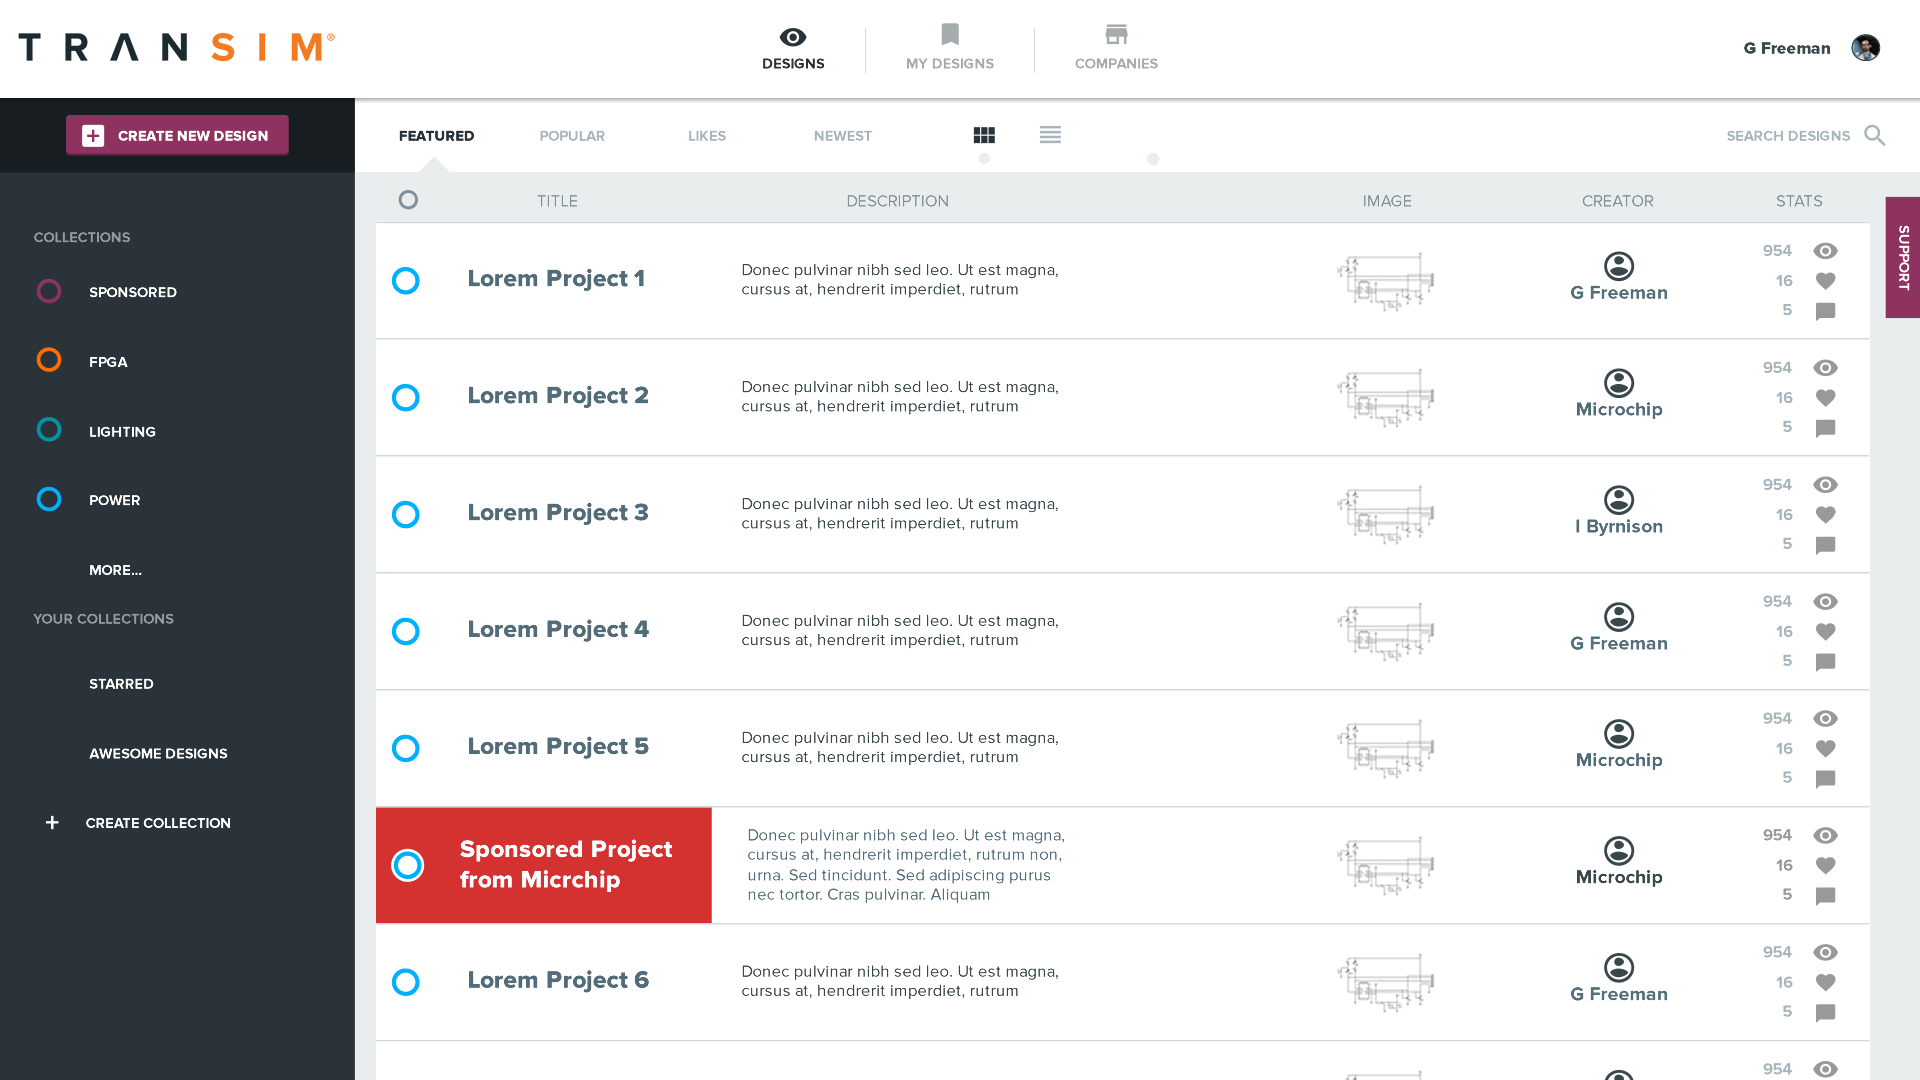 TRANSIM®
DESIGNS
MY DESIGNS
COMPANIES
G Freeman
CREATE NEW DESIGN
FEATURED
POPULAR
LIKES
NEWEST
SEARCH DESIGNS
COLLECTIONS
SPONSORED
FPGA
LIGHTING
POWER
MORE...
YOUR COLLECTIONS
STARRED
AWESOME DESIGNS
+ CREATE COLLECTION
TITLE
DESCRIPTION
IMAGE
CREATOR
STATS
SUPPORT
Lorem Project 1
Donec pulvinar nibh sed leo. Ut est magna,
cursus at, hendrerit imperdiet, rutrum
G Freeman
954
16
5
Lorem Project 2
Donec pulvinar nibh sed leo. Ut est magna,
cursus at, hendrerit imperdiet, rutrum
Microchip
954
16
5
Lorem Project 3
Donec pulvinar nibh sed leo. Ut est magna,
cursus at, hendrerit imperdiet, rutrum
I Byrnison
954
16
5
Lorem Project 4
Donec pulvinar nibh sed leo. Ut est magna,
cursus at, hendrerit imperdiet, rutrum
G Freeman
954
16
5
Lorem Project 5
Donec pulvinar nibh sed leo. Ut est magna,
cursus at, hendrerit imperdiet, rutrum
Microchip
954
16
5
Sponsored Project
from Micrchip
Donec pulvinar nibh sed leo. Ut est magna,
cursus at, hendrerit imperdiet, rutrum non,
urna. Sed tincidunt. Sed adipiscing purus
nec tortor. Cras pulvinar. Aliquam
Microchip
954
16
5
Lorem Project 6
Donec pulvinar nibh sed leo. Ut est magna,
cursus at, hendrerit imperdiet, rutrum
G Freeman
954
16
5
954